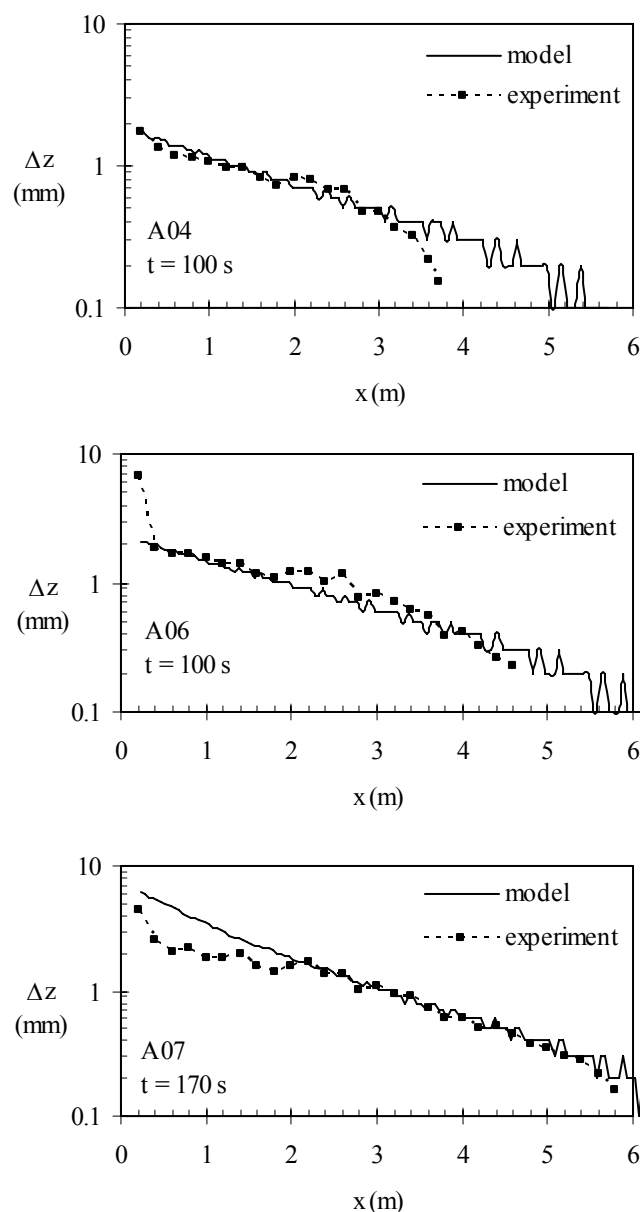 10
model
experiment
Δz
1
(mm)
A04
t = 100 s
0.1
0 1 2 3 4 5 6
x (m)
10
model
experiment
Δz
1
(mm)
A06
t = 100 s
0.1
0 1 2 3 4 5 6
x (m)
10
model
experiment
Δz
1
(mm)
A07
t = 170 s
0.1
0 1 2 3 4 5 6
x (m)